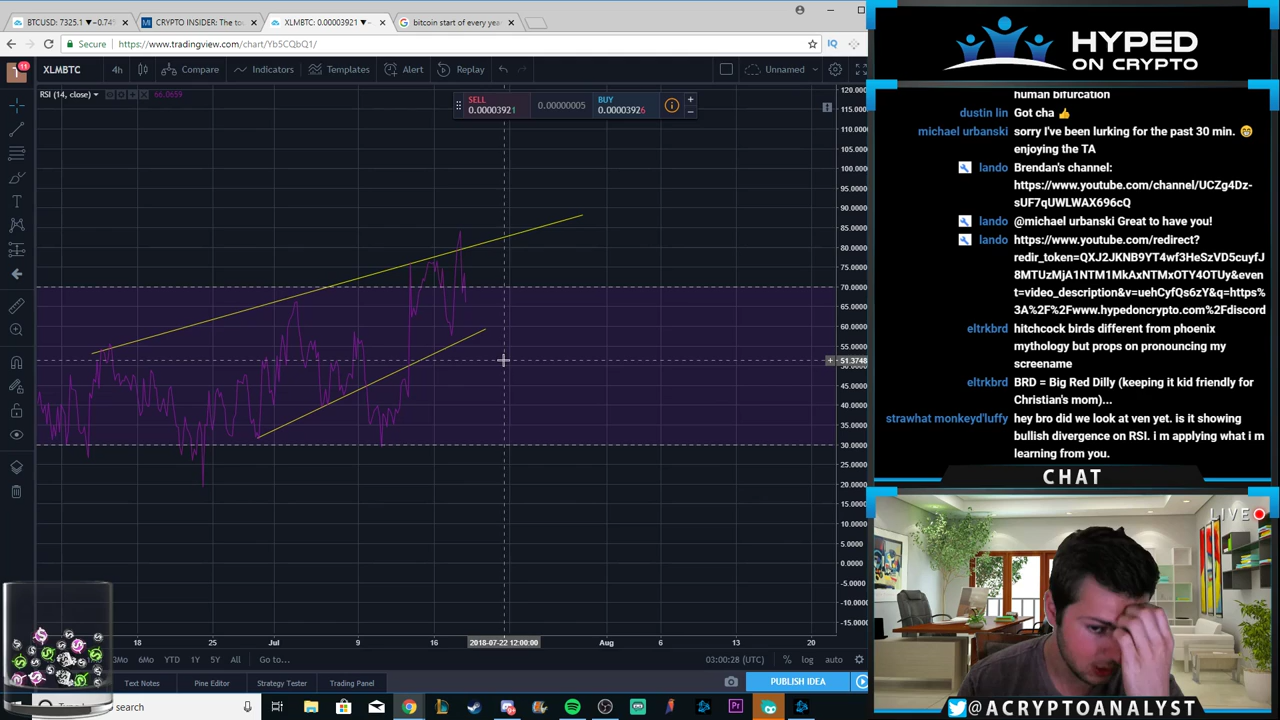 BTCUSD: 7325.1 ▼−0.74%
CRYPTO INSIDER: The to
XLMBTC: 0.00003921 ▼−
bitcoin start of every yea
Secure
https://www.tradingview.com/chart/Yb5CQbQ1/
11
XLMBTC
4h
Compare
Indicators
Templates
Alert
Replay
Unnamed
RSI (14, close)
66.0659
SELL
0.00003921
0.00000005
BUY
0.00003926
120.0000
115.0000
110.0000
105.0000
100.0000
95.0000
90.0000
85.0000
80.0000
75.0000
70.0000
65.0000
60.0000
55.0000
51.3748
50.0000
45.0000
40.0000
35.0000
30.0000
25.0000
20.0000
15.0000
10.0000
5.0000
0.0000
-5.0000
-10.0000
-15.0000
18
25
Jul
9
16
2018-07-22 12:00:00
Aug
6
13
20
3Mo
6Mo
YTD
1Y
5Y
All
Go to...
03:00:28 (UTC)
%
log
auto
Text Notes
Pine Editor
Strategy Tester
Trading Panel
PUBLISH IDEA
search
HYPED
ON CRYPTO
human bifurcation
dustin lin Got cha 👍
michael urbanski sorry I've been lurking for the past 30 min. 😁
enjoying the TA
lando Brendan's channel:
https://www.youtube.com/channel/UCZg4Dz-
sUF7qUWLWAX696cQ
lando @michael urbanski Great to have you!
lando https://www.youtube.com/redirect?
redir_token=QXJ2JKNB9YT4wf3HeSzVD5cuyfJ
8MTUzMjA1NTM1MkAxNTMxOTY4OTUy&even
t=video_description&v=uehCyfQs6zY&q=https%
3A%2F%2Fwww.hypedoncrypto.com%2Fdiscord
eltrkbrd hitchcock birds different from phoenix
mythology but props on pronouncing my
screename
eltrkbrd BRD = Big Red Dilly (keeping it kid friendly for
Christian's mom)...
strawhat monkeyd'luffy hey bro did we look at ven yet. is it showing
bullish divergence on RSI. i m applying what i m
learning from you.
CHAT
LIVE
@ACRYPTOANALYST